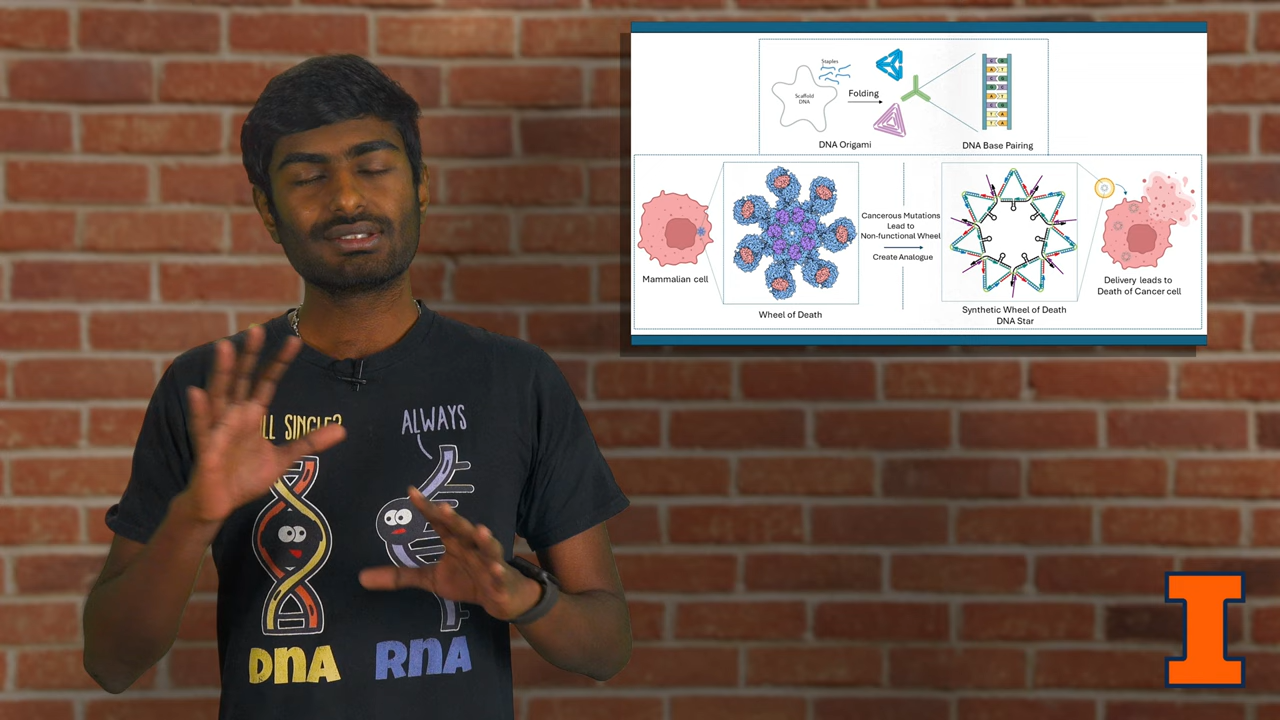 Staples
Scaffold
DNA
Folding
DNA Origami
DNA Base Pairing
Mammalian cell
Wheel of Death
Cancerous Mutations
Lead to
Non-functional Wheel
Create Analogue
Synthetic Wheel of Death
DNA Star
Delivery leads to
Death of Cancer cell
SINGLE?
ALWAYS
DNA
RNA
I